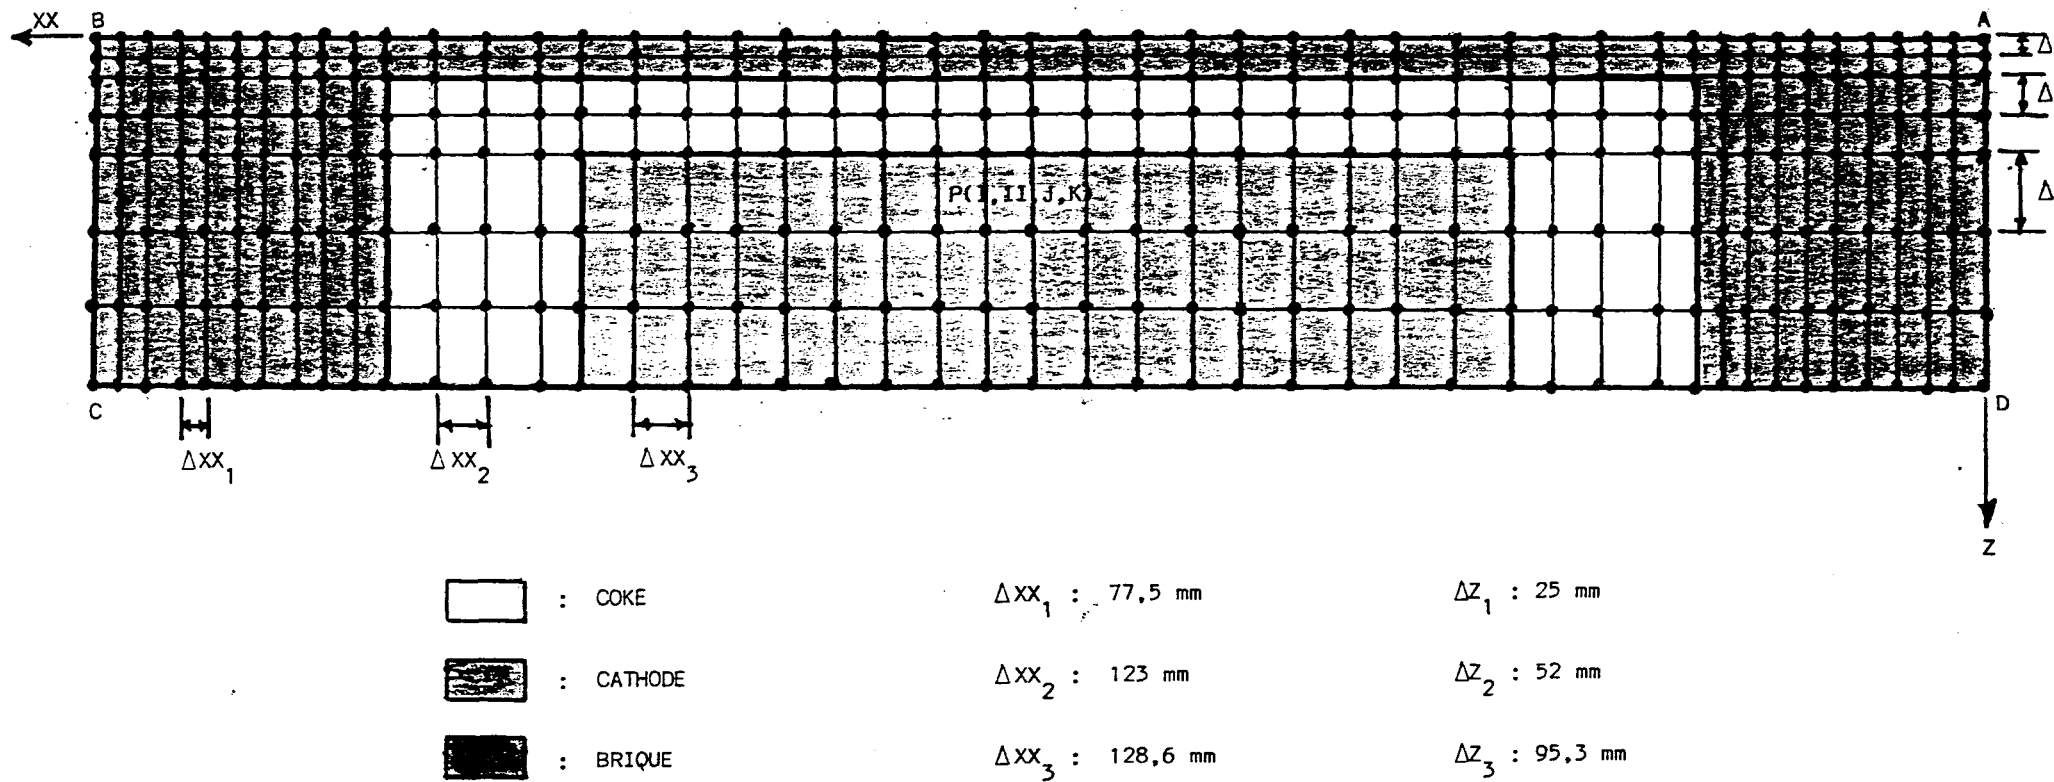 XX B A
Δ
Δ
P(I,II,J,K)
Δ
C D
ΔXX1 ΔXX2 ΔXX3
Z
: COKE ΔXX1 : 77,5 mm ΔZ1 : 25 mm
: CATHODE ΔXX2 : 123 mm ΔZ2 : 52 mm
: BRIQUE ΔXX3 : 128,6 mm ΔZ3 : 95,3 mm